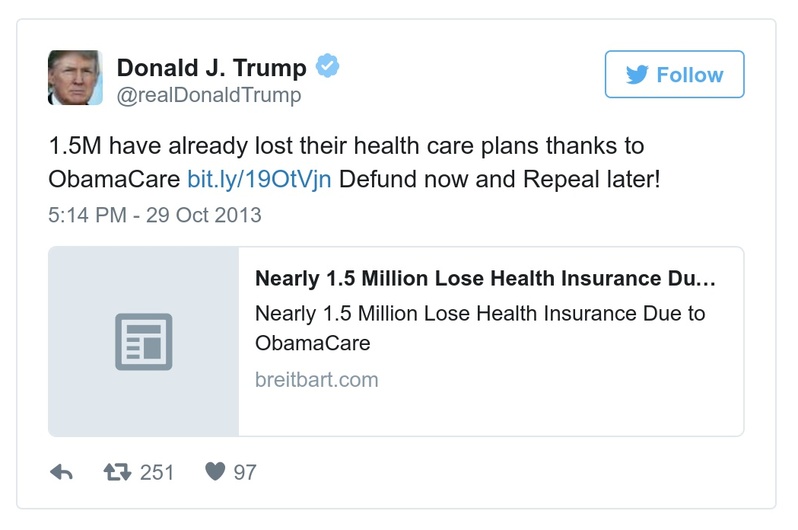 Donald J. Trump
@realDonaldTrump
Follow
1.5M have already lost their health care plans thanks to
ObamaCare bit.ly/19OtVjn Defund now and Repeal later!
5:14 PM - 29 Oct 2013
Nearly 1.5 Million Lose Health Insurance Du…
Nearly 1.5 Million Lose Health Insurance Due to
ObamaCare
breitbart.com
251 97